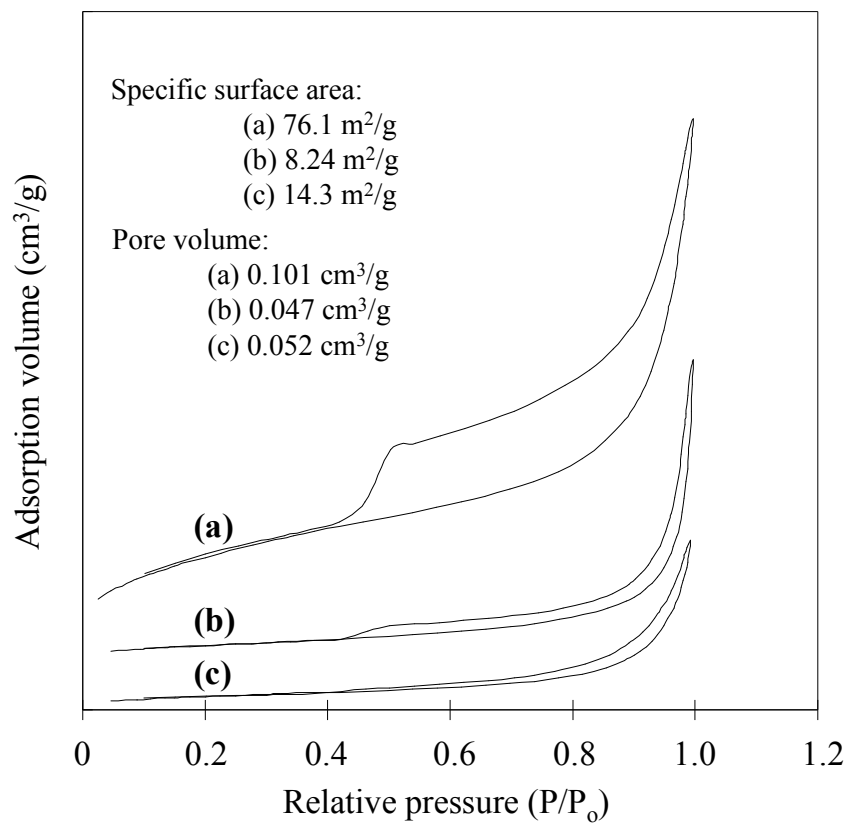 Specific surface area:
(a) 76.1 m²/g
(b) 8.24 m²/g
(c) 14.3 m²/g
Pore volume:
(a) 0.101 cm³/g
(b) 0.047 cm³/g
(c) 0.052 cm³/g
Adsorption volume (cm³/g)
(a)
(b)
(c)
0 0.2 0.4 0.6 0.8 1.0 1.2
Relative pressure (P/Pₒ)